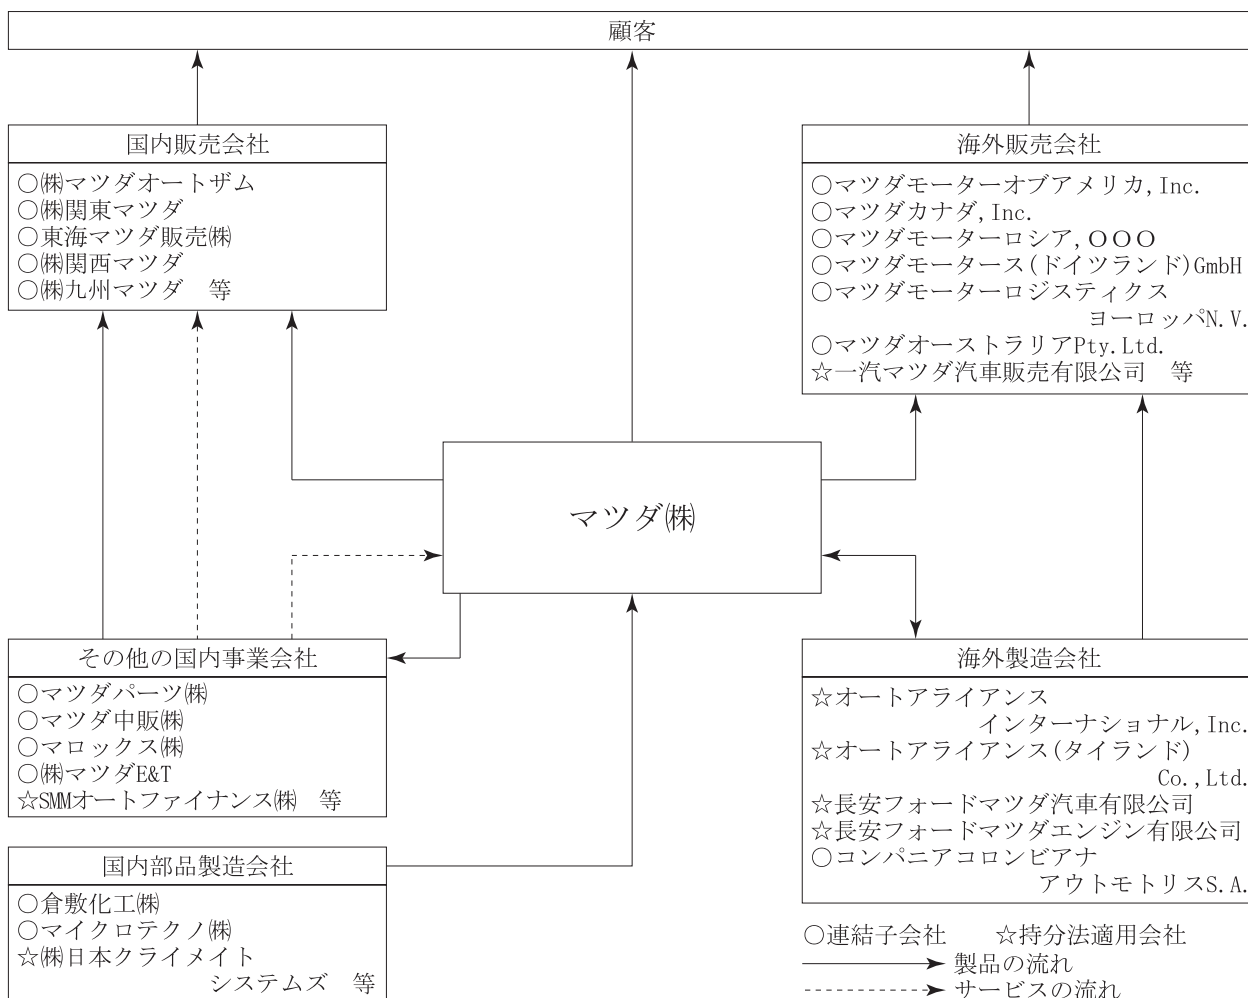 顧客
国内販売会社
○㈱マツダオートザム
○㈱関東マツダ
○東海マツダ販売㈱
○㈱関西マツダ
○㈱九州マツダ　等
海外販売会社
○マツダモーターオブアメリカ,Inc.
○マツダカナダ,Inc.
○マツダモーターロシア,OOO
○マツダモータース(ドイツランド)GmbH
○マツダモーターロジスティクス
ヨーロッパN.V.
○マツダオーストラリアPty.Ltd.
☆一汽マツダ汽車販売有限公司　等
マツダ㈱
その他の国内事業会社
○マツダパーツ㈱
○マツダ中販㈱
○マロックス㈱
○㈱マツダE&T
☆SMMオートファイナンス㈱　等
海外製造会社
☆オートアライアンス
インターナショナル,Inc.
☆オートアライアンス(タイランド)
Co.,Ltd.
☆長安フォードマツダ汽車有限公司
☆長安フォードマツダエンジン有限公司
○コンパニアコロンビアナ
アウトモトリスS.A.
国内部品製造会社
○倉敷化工㈱
○マイクロテクノ㈱
☆㈱日本クライメイト
システムズ　等
○連結子会社　☆持分法適用会社
製品の流れ
サービスの流れ